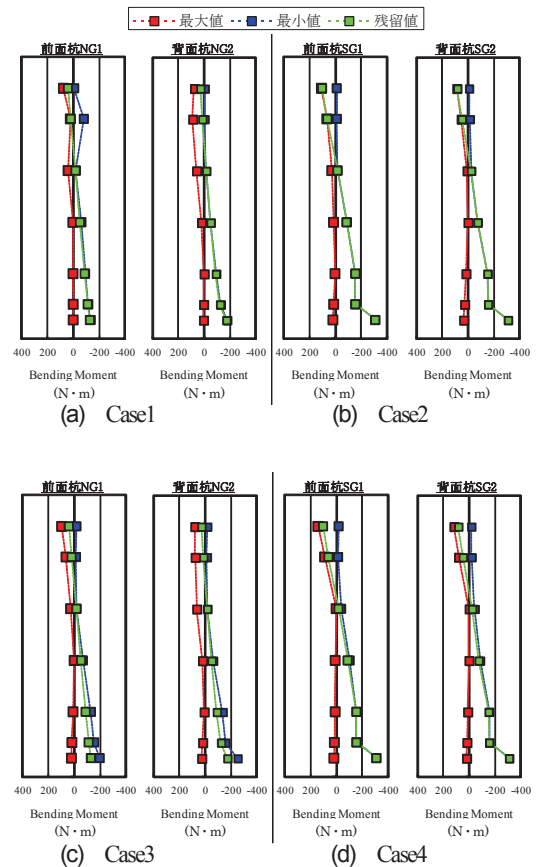 最大値 最小値 残留値
前面杭NG1 背面杭NG2 前面杭SG1 背面杭SG2
400 200 0 -200 -400 400 200 0 -200 -400 400 200 0 -200 -400 400 200 0 -200 -400
Bending Moment Bending Moment Bending Moment Bending Moment
(N・m) (N・m) (N・m) (N・m)
(a) Case1 (b) Case2
前面杭NG1 背面杭NG2 前面杭SG1 背面杭SG2
400 200 0 -200 -400 400 200 0 -200 -400 400 200 0 -200 -400 400 200 0 -200 -400
Bending Moment Bending Moment Bending Moment Bending Moment
(N・m) (N・m) (N・m) (N・m)
(c) Case3 (d) Case4